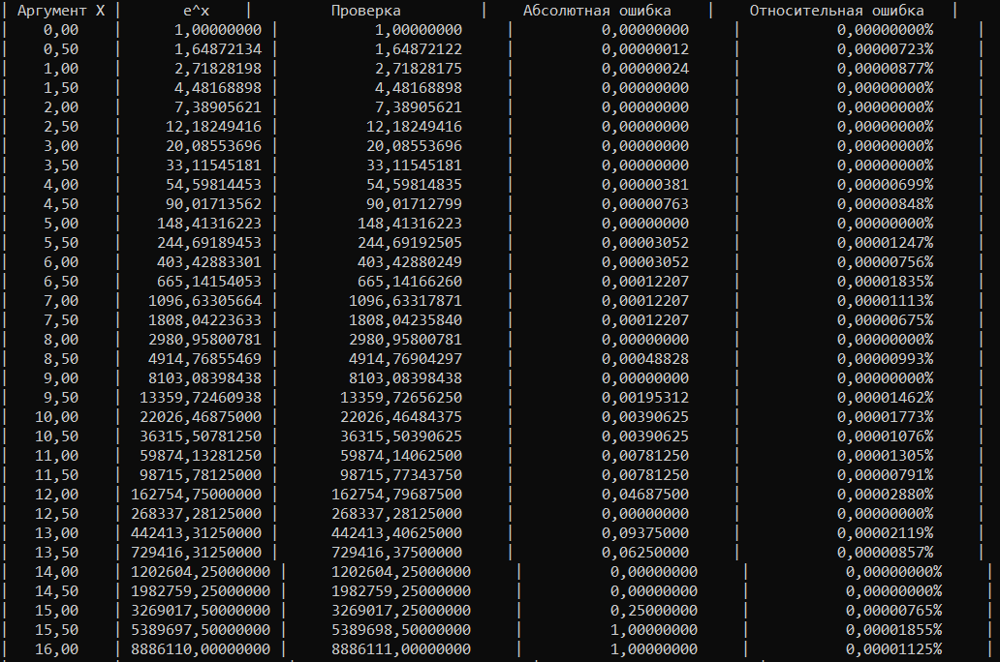 | Аргумент X | e^x | Проверка | Абсолютная ошибка | Относительная ошибка |
| 0,00 | 1,00000000 | 1,00000000 | 0,00000000 | 0,00000000% |
| 0,50 | 1,64872134 | 1,64872122 | 0,00000012 | 0,00000723% |
| 1,00 | 2,71828198 | 2,71828175 | 0,00000024 | 0,00000877% |
| 1,50 | 4,48168898 | 4,48168898 | 0,00000000 | 0,00000000% |
| 2,00 | 7,38905621 | 7,38905621 | 0,00000000 | 0,00000000% |
| 2,50 | 12,18249416 | 12,18249416 | 0,00000000 | 0,00000000% |
| 3,00 | 20,08553696 | 20,08553696 | 0,00000000 | 0,00000000% |
| 3,50 | 33,11545181 | 33,11545181 | 0,00000000 | 0,00000000% |
| 4,00 | 54,59814453 | 54,59814835 | 0,00000381 | 0,00000699% |
| 4,50 | 90,01713562 | 90,01712799 | 0,00000763 | 0,00000848% |
| 5,00 | 148,41316223 | 148,41316223 | 0,00000000 | 0,00000000% |
| 5,50 | 244,69189453 | 244,69192505 | 0,00003052 | 0,00001247% |
| 6,00 | 403,42883301 | 403,42880249 | 0,00003052 | 0,00000756% |
| 6,50 | 665,14154053 | 665,14166260 | 0,00012207 | 0,00001835% |
| 7,00 | 1096,63305664 | 1096,63317871 | 0,00012207 | 0,00001113% |
| 7,50 | 1808,04223633 | 1808,04235840 | 0,00012207 | 0,00000675% |
| 8,00 | 2980,95800781 | 2980,95800781 | 0,00000000 | 0,00000000% |
| 8,50 | 4914,76855469 | 4914,76904297 | 0,00048828 | 0,00000993% |
| 9,00 | 8103,08398438 | 8103,08398438 | 0,00000000 | 0,00000000% |
| 9,50 | 13359,72460938 | 13359,72656250 | 0,00195312 | 0,00001462% |
| 10,00 | 22026,46875000 | 22026,46484375 | 0,00390625 | 0,00001773% |
| 10,50 | 36315,50781250 | 36315,50390625 | 0,00390625 | 0,00001076% |
| 11,00 | 59874,13281250 | 59874,14062500 | 0,00781250 | 0,00001305% |
| 11,50 | 98715,78125000 | 98715,77343750 | 0,00781250 | 0,00000791% |
| 12,00 | 162754,75000000 | 162754,79687500 | 0,04687500 | 0,00002880% |
| 12,50 | 268337,28125000 | 268337,28125000 | 0,00000000 | 0,00000000% |
| 13,00 | 442413,31250000 | 442413,40625000 | 0,09375000 | 0,00002119% |
| 13,50 | 729416,31250000 | 729416,37500000 | 0,06250000 | 0,00000857% |
| 14,00 | 1202604,25000000 | 1202604,25000000 | 0,00000000 | 0,00000000% |
| 14,50 | 1982759,25000000 | 1982759,25000000 | 0,00000000 | 0,00000000% |
| 15,00 | 3269017,50000000 | 3269017,25000000 | 0,25000000 | 0,00000765% |
| 15,50 | 5389697,50000000 | 5389698,50000000 | 1,00000000 | 0,00001855% |
| 16,00 | 8886110,00000000 | 8886111,00000000 | 1,00000000 | 0,00001125% |